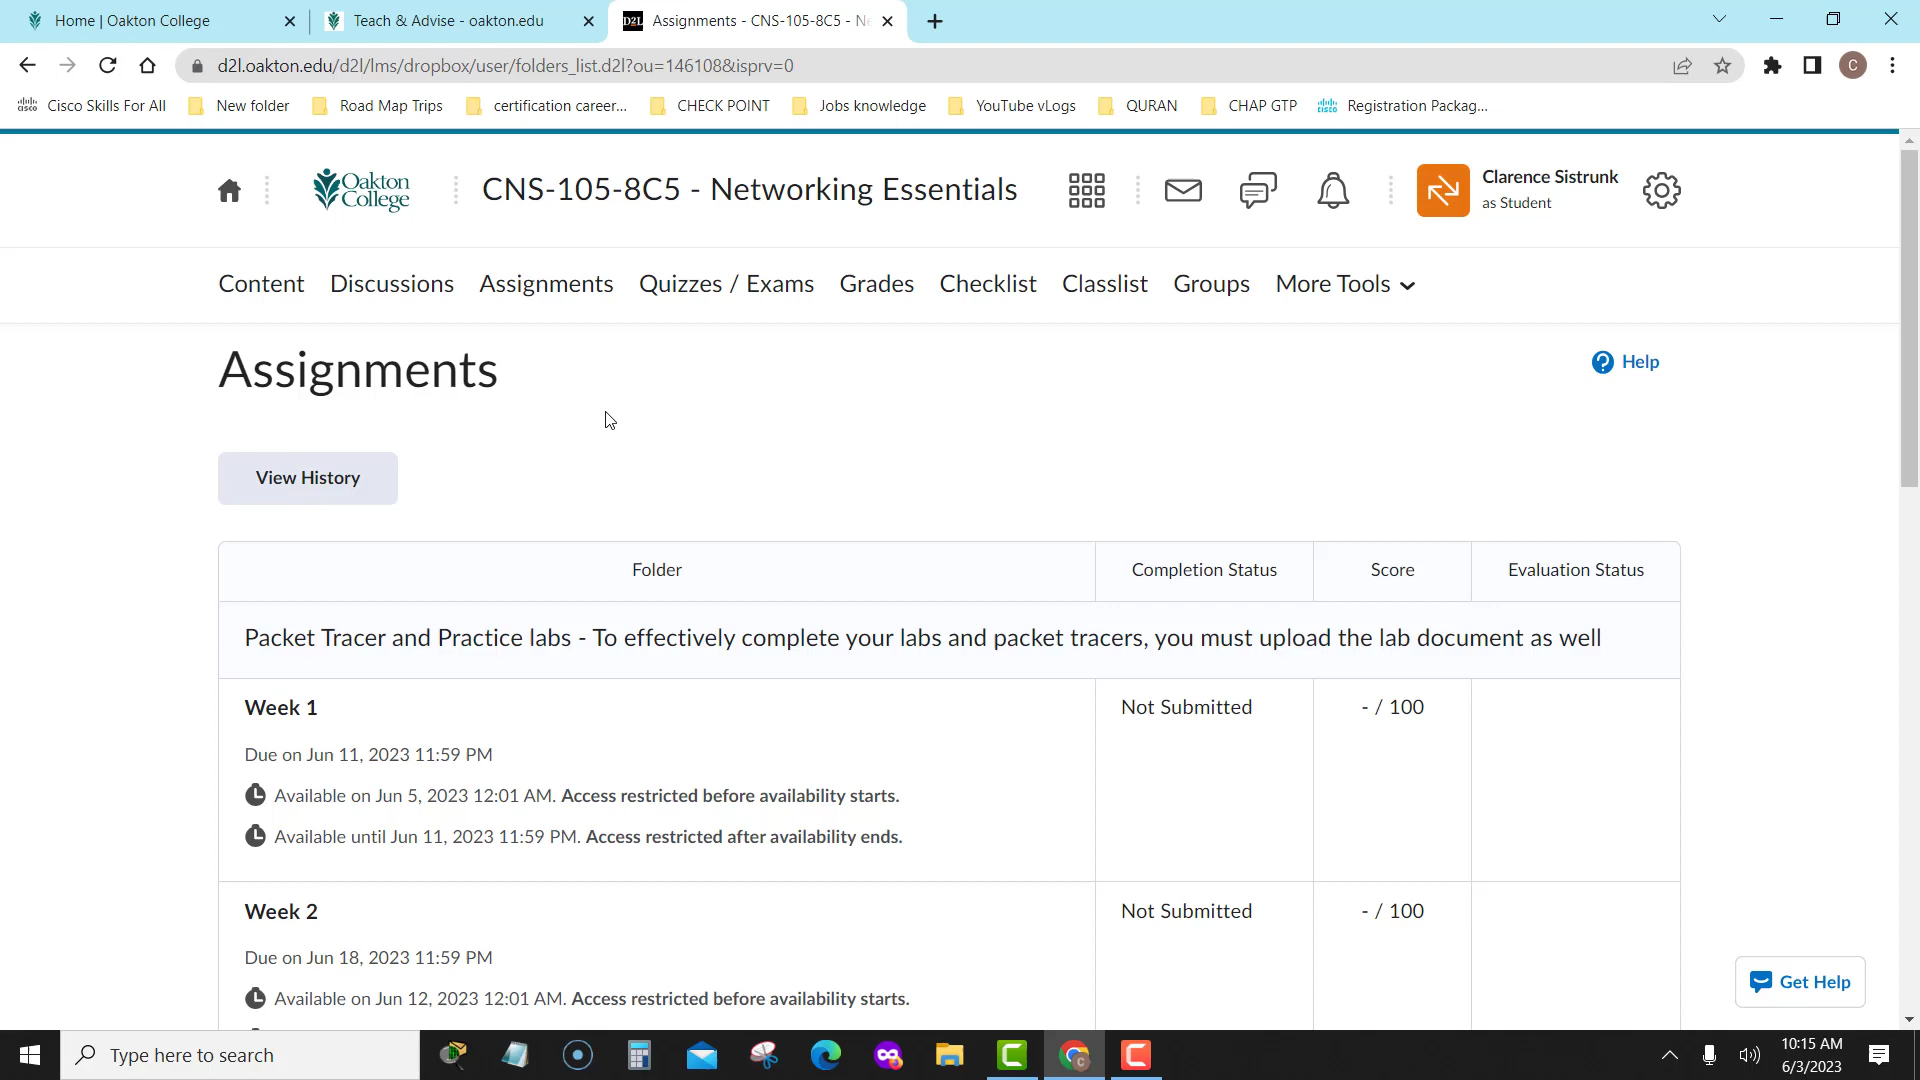 Home | Oakton College
Teach & Advise - oakton.edu
D2L Assignments - CNS-105-8C5 - Ne
d2l.oakton.edu/d2l/lms/dropbox/user/folders_list.d2l?ou=146108&isprv=0
C
cisco Cisco Skills For All
New folder
Road Map Trips
certification career...
CHECK POINT
Jobs knowledge
YouTube vLogs
QURAN
CHAP GTP
cisco Registration Packag...
Oakton College
CNS-105-8C5 - Networking Essentials
Clarence Sistrunk
as Student
Content
Discussions
Assignments
Quizzes / Exams
Grades
Checklist
Classlist
Groups
More Tools
Assignments
Help
View History
Folder
Completion Status
Score
Evaluation Status
Packet Tracer and Practice labs - To effectively complete your labs and packet tracers, you must upload the lab document as well
Week 1
Not Submitted
- / 100
Due on Jun 11, 2023 11:59 PM
Available on Jun 5, 2023 12:01 AM. Access restricted before availability starts.
Available until Jun 11, 2023 11:59 PM. Access restricted after availability ends.
Week 2
Not Submitted
- / 100
Due on Jun 18, 2023 11:59 PM
Available on Jun 12, 2023 12:01 AM. Access restricted before availability starts.
Get Help
Type here to search
10:15 AM
6/3/2023